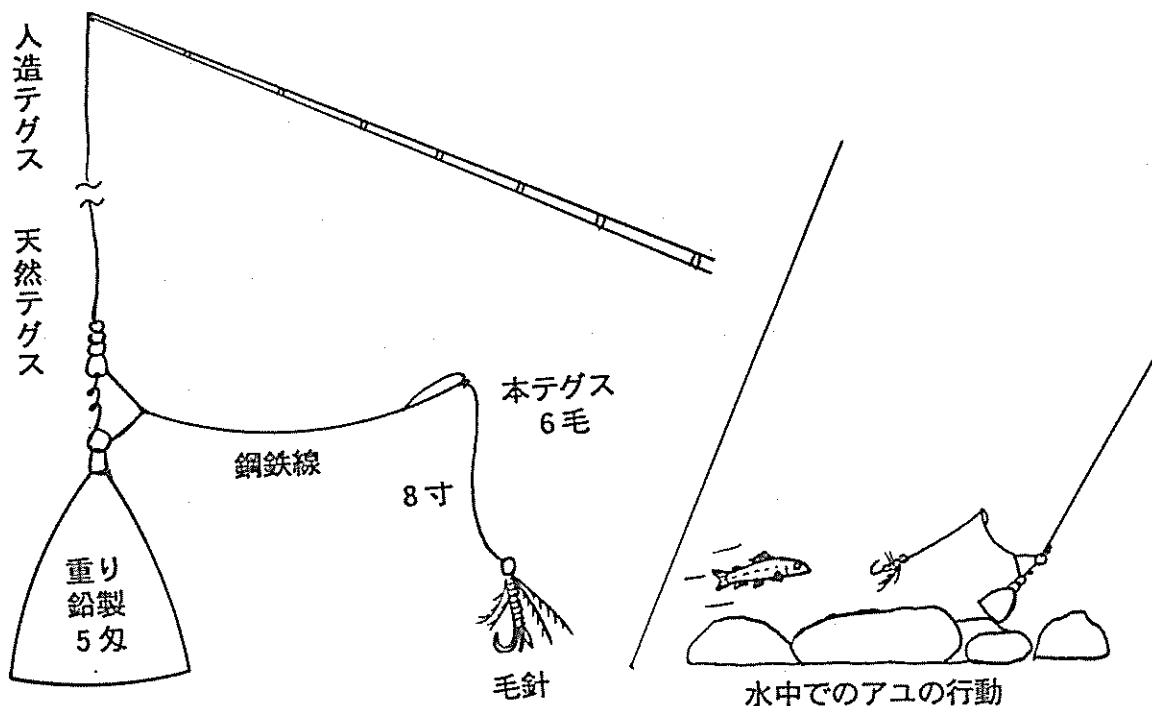 人造テグス
天然テグス
本テグス
6毛
鋼鉄線
8寸
重り
鉛製
5匁
毛針
水中でのアユの行動